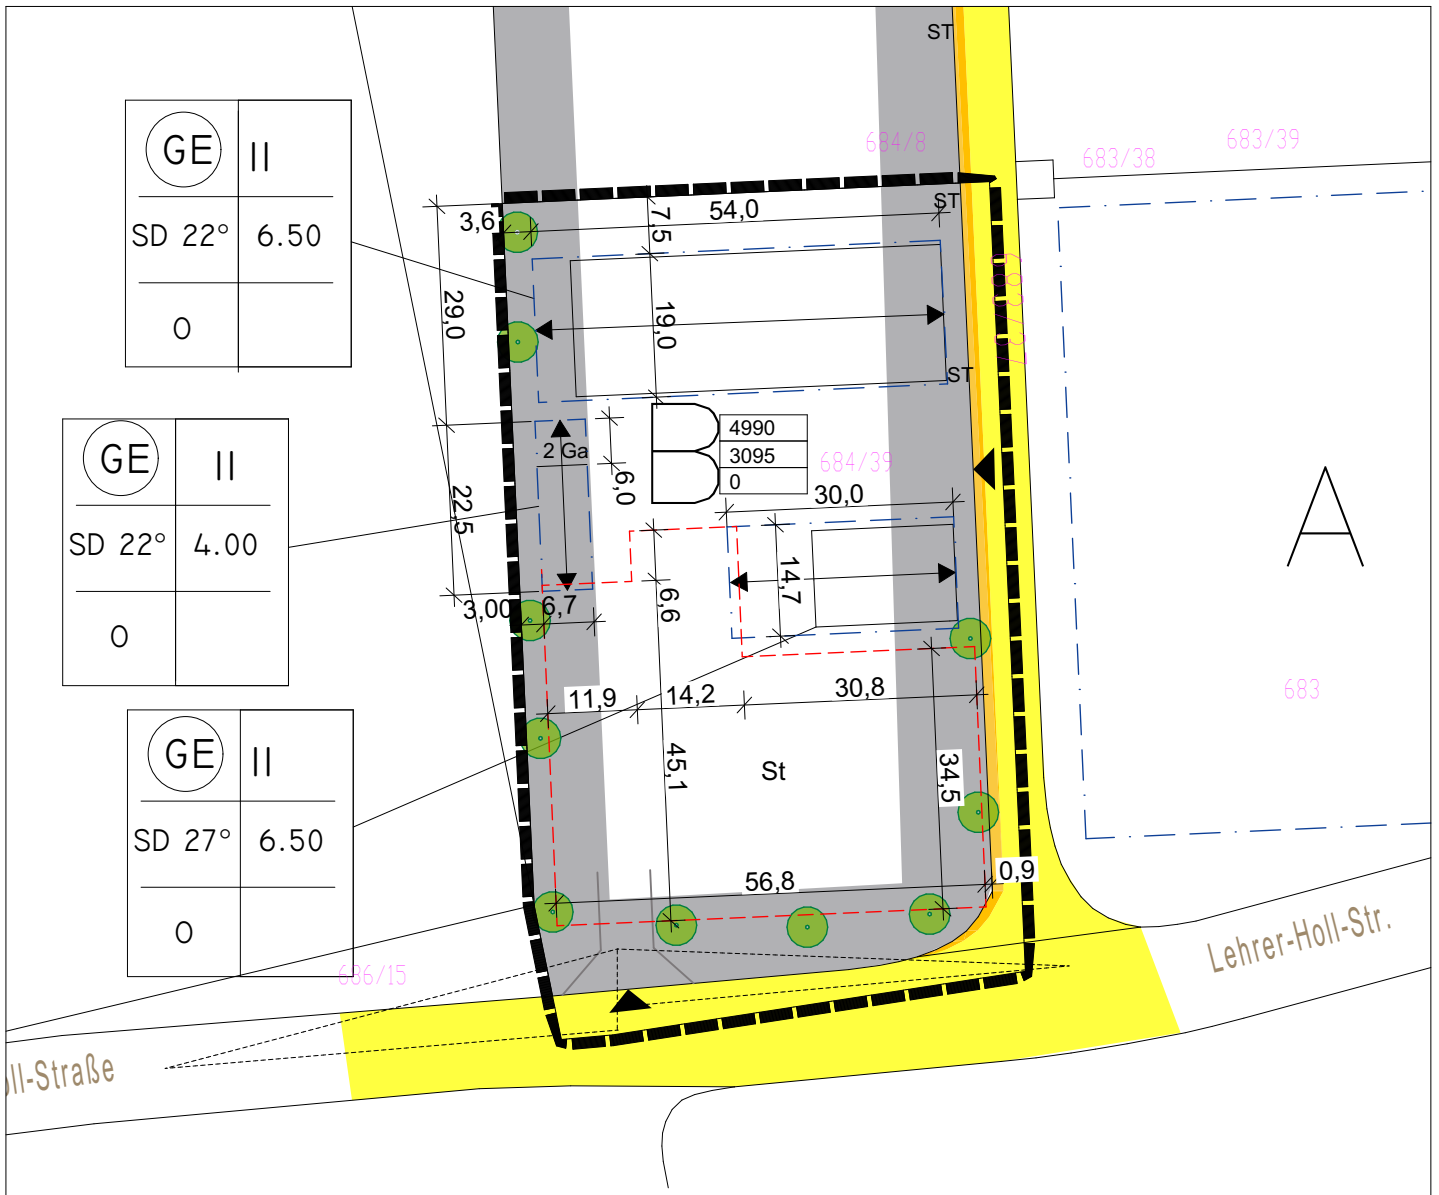 ST
684/8
683/38
683/39
GE II
SD 22° 6.50
O
3,6
7,5
54,0
ST
29,0
19,0
ST
GE II
SD 22° 4.00
O
2 Ga
6,0
4990
3095
0
684/39
22,5
30,0
14,7
A
3,00
6,7
6,6
11,9
14,2
30,8
683
GE II
SD 27° 6.50
O
45,1
St
34,5
56,8
0,9
Lehrer-Holl-Str.
686/15
oll-Straße